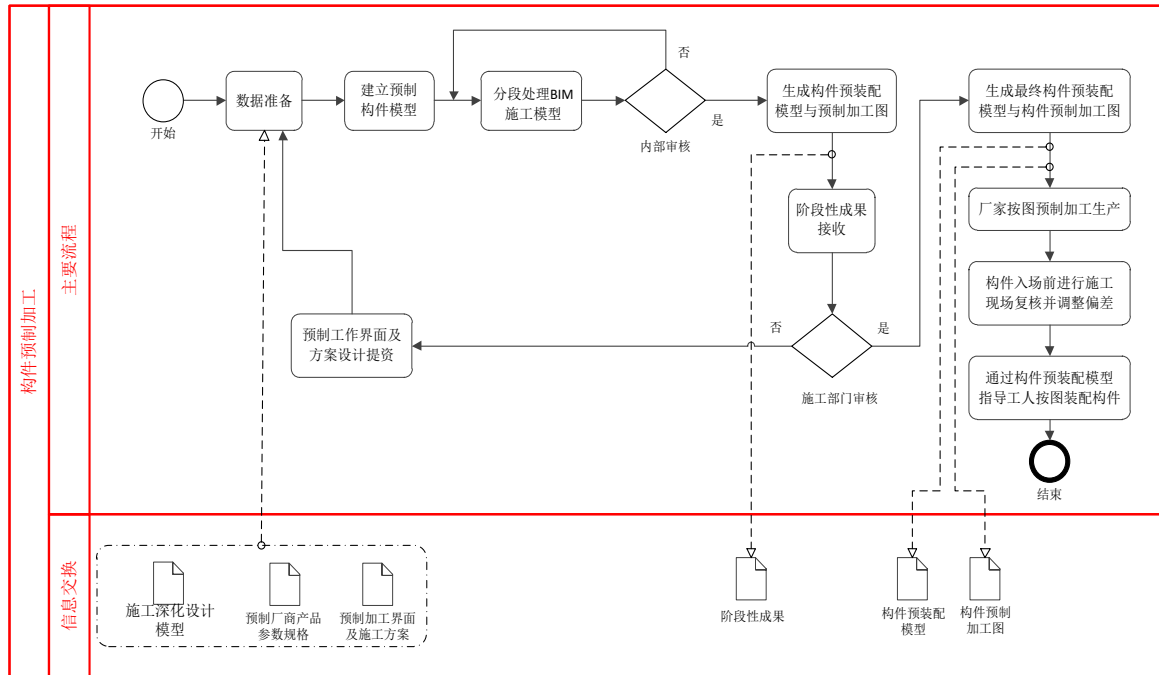 构件预制加工
主要流程
信息交换
开始
数据准备
建立预制
构件模型
分段处理BIM
施工模型
否
是
内部审核
生成构件预装配
模型与预制加工图
生成最终构件预装配
模型与构件预制加工图
阶段性成果
接收
厂家按图预制加工生产
构件入场前进行施工
现场复核并调整偏差
预制工作界面及
方案设计提资
否
是
施工部门审核
通过构件预装配模型
指导工人按图装配构件
结束
施工深化设计
模型
预制厂商产品
参数规格
预制加工界面
及施工方案
阶段性成果
构件预装配
模型
构件预制
加工图